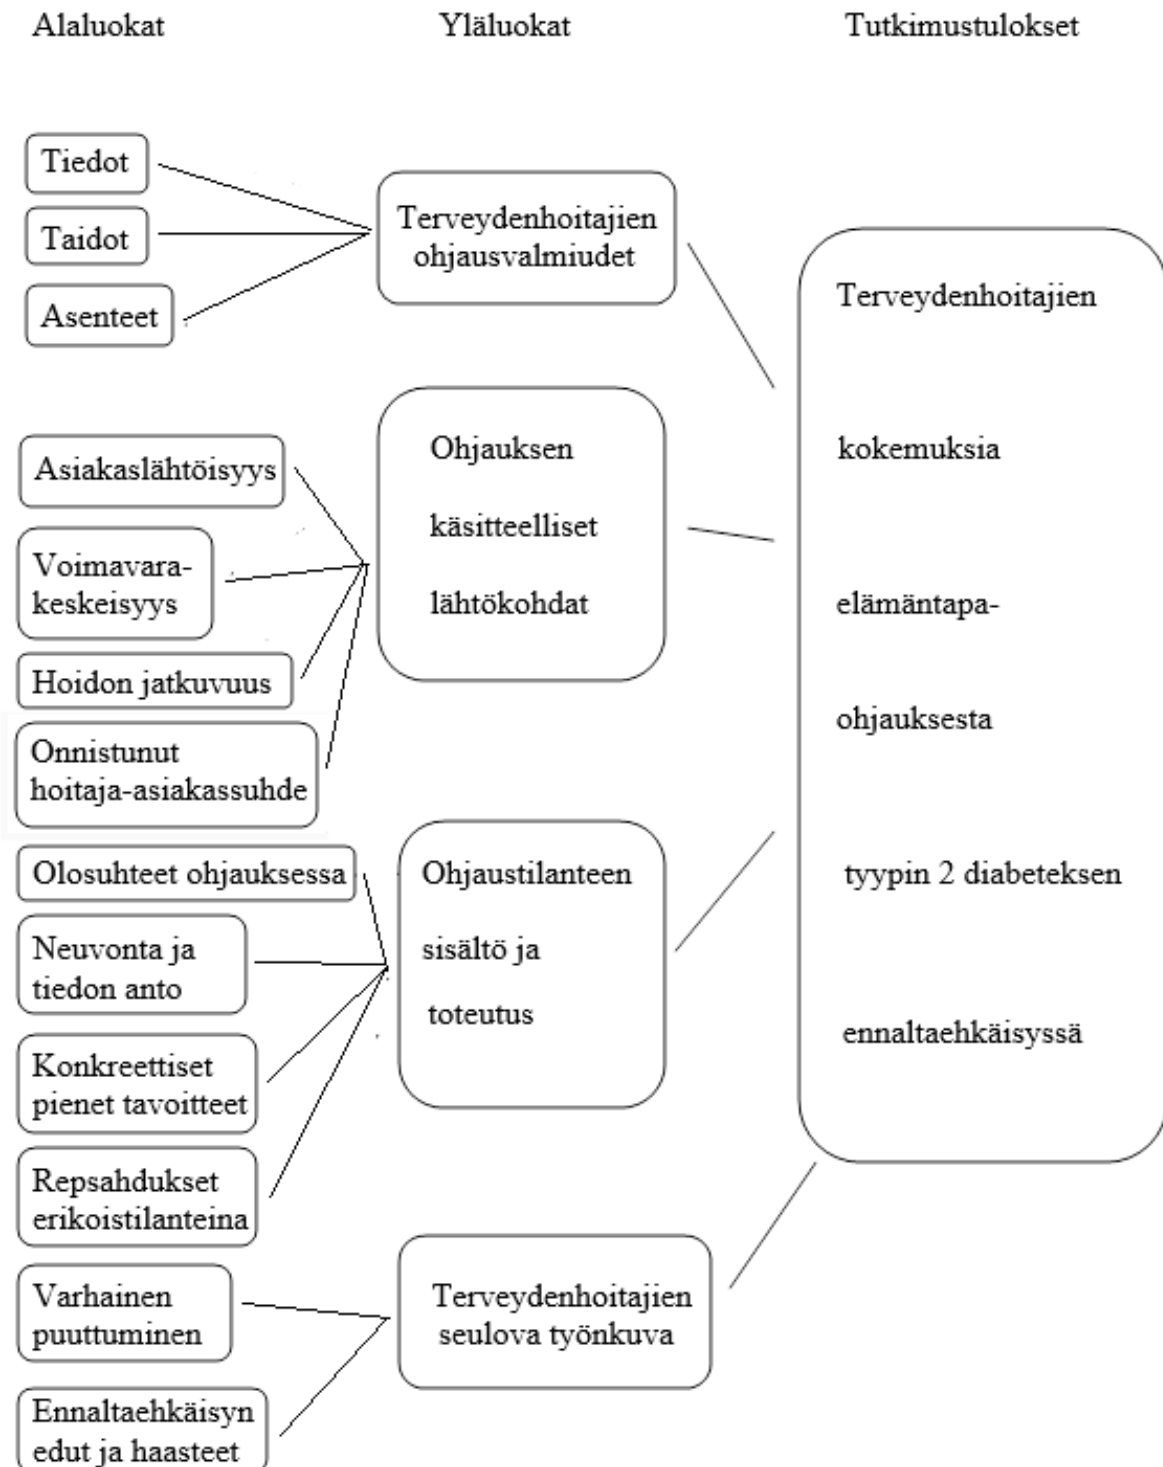 Alaluokat
Yläluokat
Tutkimustulokset
Tiedot
Taidot
Asenteet
Terveydenhoitajien
ohjausvalmiudet
Asiakaslähtöisyys
Voimavara-
keskeisyys
Hoidon jatkuvuus
Onnistunut
hoitaja-asiakassuhde
Ohjauksen
käsitteelliset
lähtökohdat
Olosuhteet ohjauksessa
Neuvonta ja
tiedon anto
Konkreettiset
pienet tavoitteet
Repsahdukset
erikoistilanteina
Ohjaustilanteen
sisältö ja
toteutus
Varhainen
puuttuminen
Ennaltaehkäisyn
edut ja haasteet
Terveydenhoitajien
seulova työnkuva
Terveydenhoitajien
kokemuksia
elämäntapa-
ohjauksesta
tyypin 2 diabeteksen
ennaltaehkäisyssä